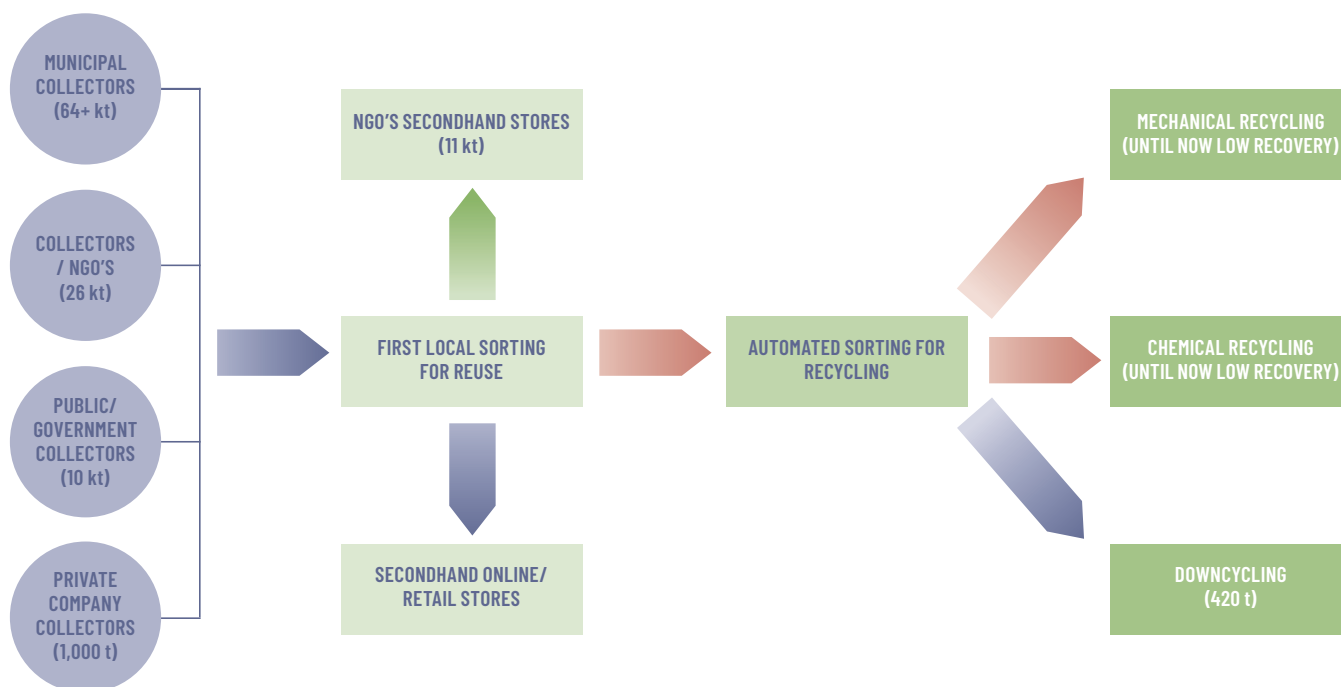 MUNICIPAL
COLLECTORS
(64+ kt)
COLLECTORS
/ NGO'S
(26 kt)
PUBLIC/
GOVERNMENT
COLLECTORS
(10 kt)
PRIVATE
COMPANY
COLLECTORS
(1,000 t)
NGO'S SECONDHAND STORES
(11 kt)
FIRST LOCAL SORTING
FOR REUSE
SECONDHAND ONLINE/
RETAIL STORES
AUTOMATED SORTING FOR
RECYCLING
MECHANICAL RECYCLING
(UNTIL NOW LOW RECOVERY)
CHEMICAL RECYCLING
(UNTIL NOW LOW RECOVERY)
DOWNCYCLING
(420 t)